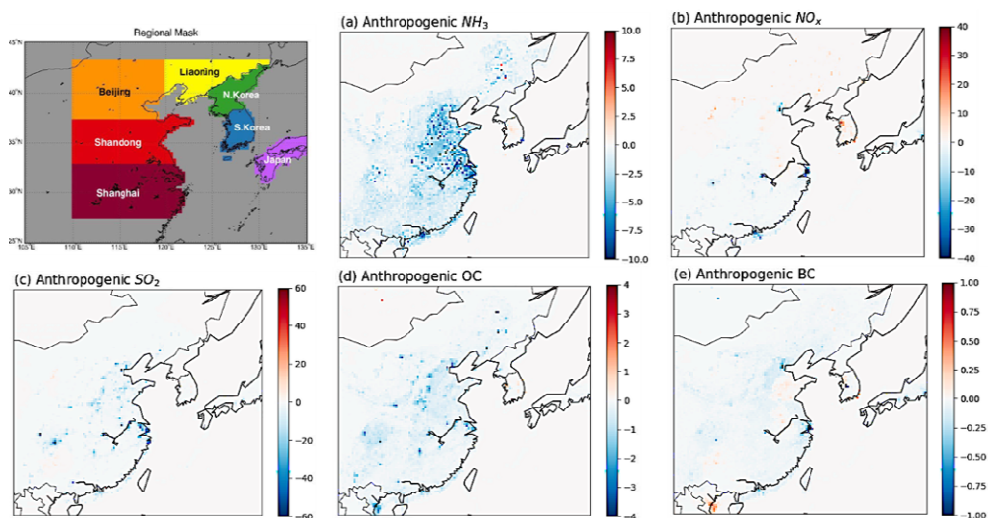 Regional Mask
45°N
40°N
35°N
30°N
25°N
105°E 110°E 115°E 120°E 125°E 130°E 135°E
Beijing
Liaoning
N.Korea
Shandong
S.Korea
Japan
Shanghai
(a) Anthropogenic NH₃
10.0
7.5
5.0
2.5
0.0
−2.5
−5.0
−7.5
−10.0
(b) Anthropogenic NOₓ
40
30
20
10
0
−10
−20
−30
−40
(c) Anthropogenic SO₂
60
40
20
0
−20
−40
−60
(d) Anthropogenic OC
4
3
2
1
0
−1
−2
−3
−4
(e) Anthropogenic BC
1.00
0.75
0.50
0.25
0.00
−0.25
−0.50
−0.75
−1.00